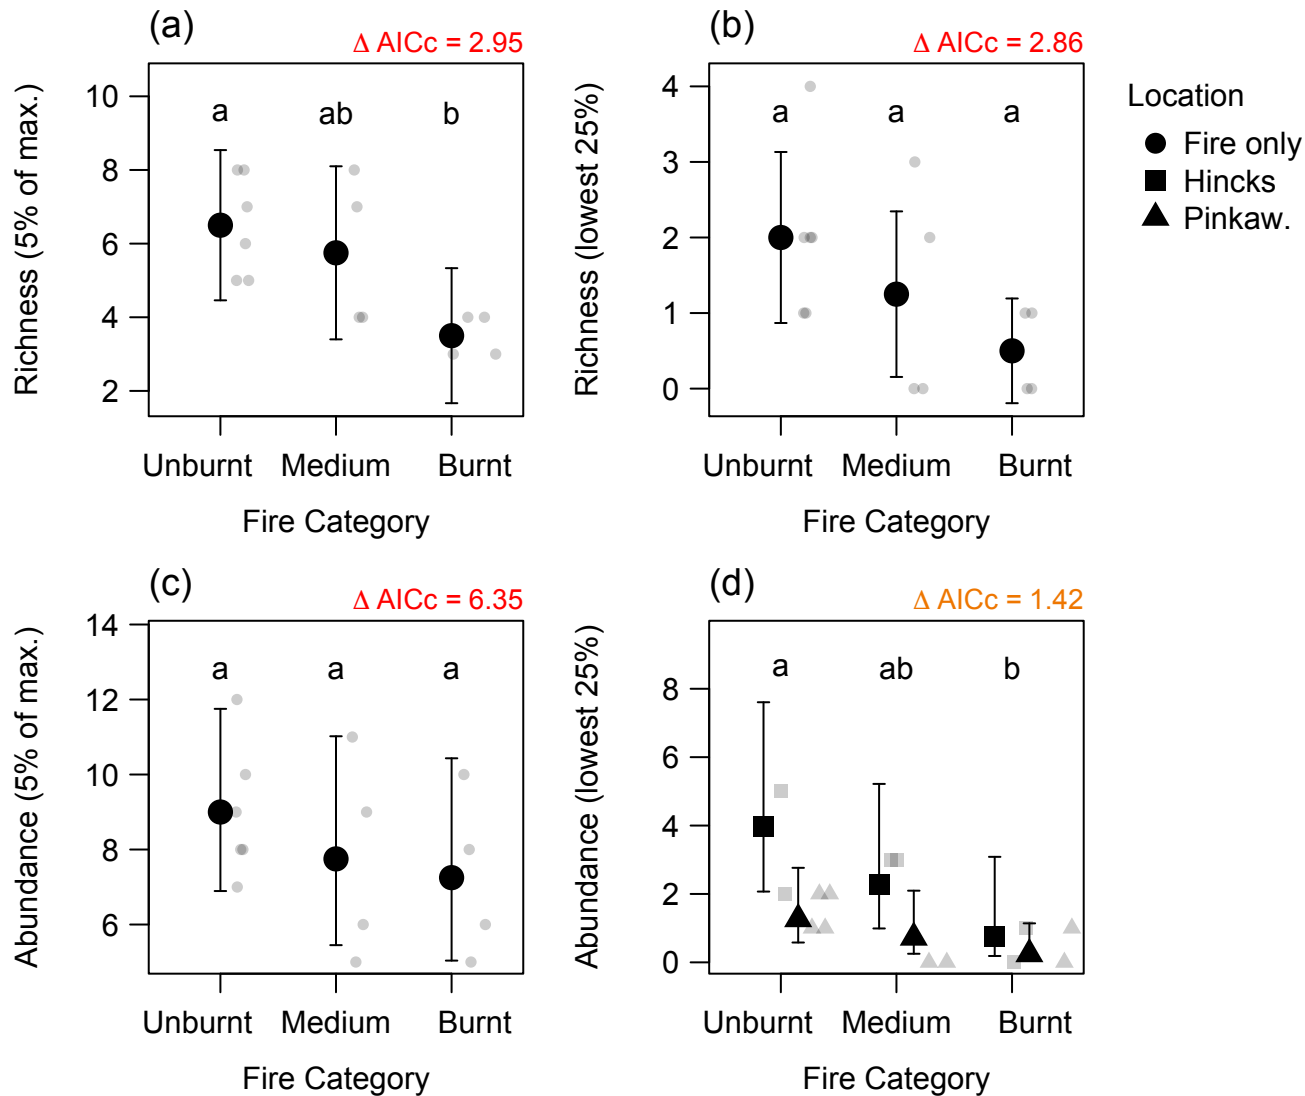 (a)
Δ AICc = 2.95
Richness (5% of max.)
10
8
6
4
2
a ab b
Unburnt Medium Burnt
Fire Category
(b)
Δ AICc = 2.86
Richness (lowest 25%)
4
3
2
1
0
a a a
Unburnt Medium Burnt
Fire Category
Location
Fire only
Hincks
Pinkaw.
(c)
Δ AICc = 6.35
Abundance (5% of max.)
14
12
10
8
6
a a a
Unburnt Medium Burnt
Fire Category
(d)
Δ AICc = 1.42
Abundance (lowest 25%)
8
6
4
2
0
a ab b
Unburnt Medium Burnt
Fire Category